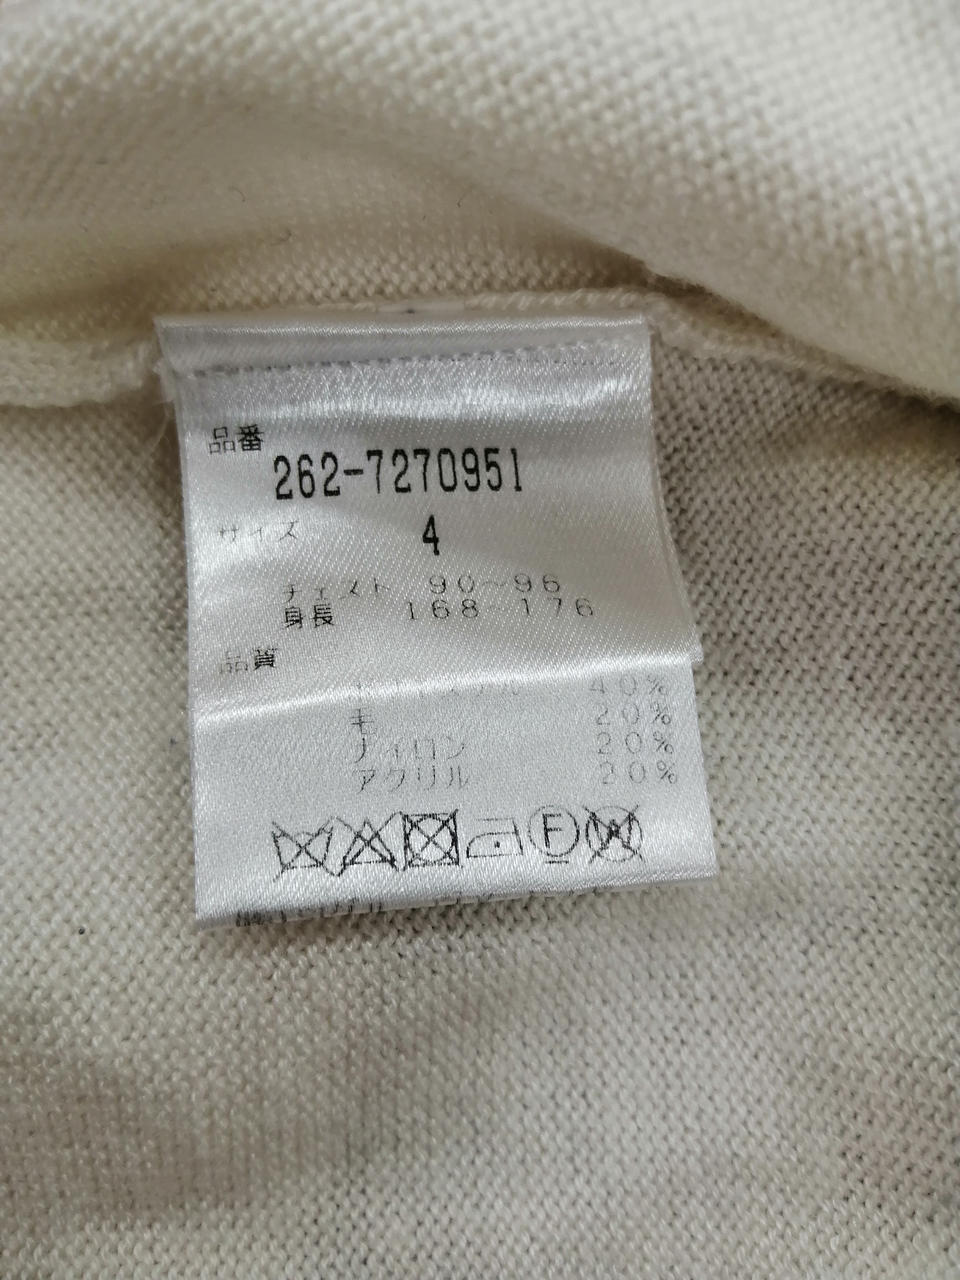 品番
262-7270951
サイズ 4
チェスト 90~96
身長 168~176
品質
40%
毛 20%
ナイロン 20%
アクリル 20%
F
W